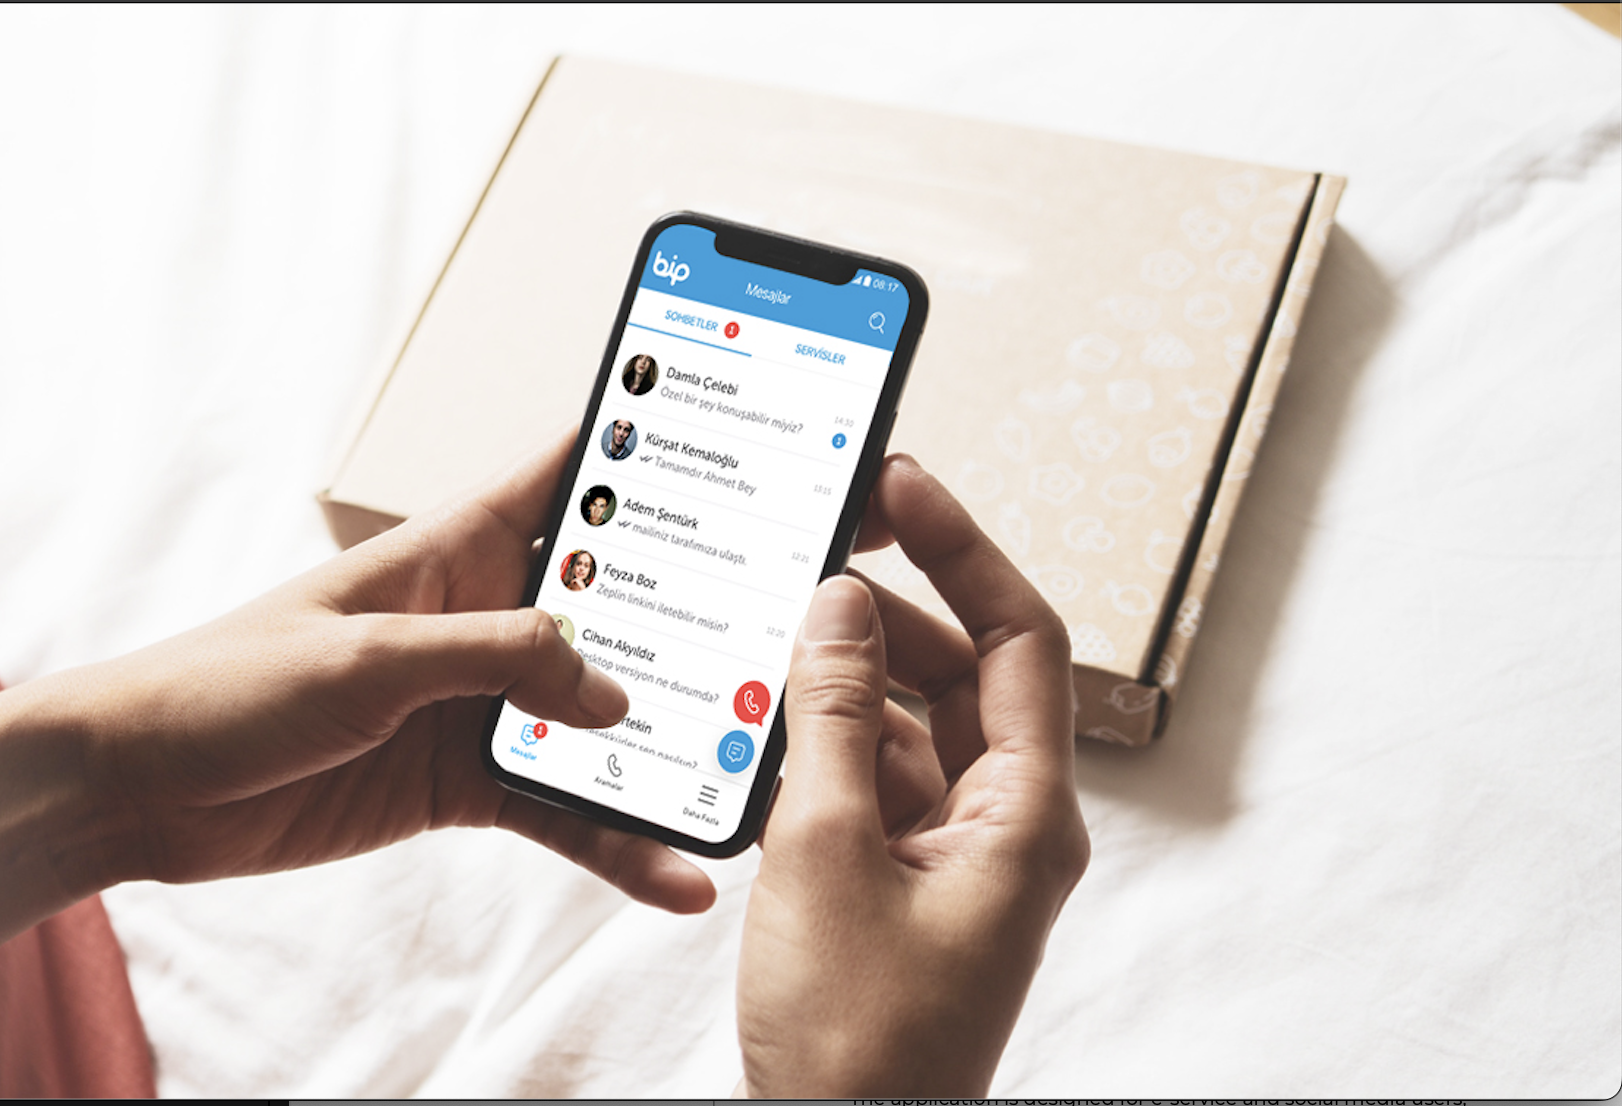 bip
08:17
Mesajlar
SOHBETLER 1
SERVİSLER
Damla Çelebi
Özel bir şey konuşabilir miyiz?
14:30
1
Kürşat Kemaloğlu
Tamamdır Ahmet Bey
13:15
Adem Şentürk
mailiniz tarafımıza ulaştı.
12:21
Feyza Boz
Zeplin linkini iletebilir misin?
12:20
Cihan Akyıldız
Desktop versiyon ne durumda?
rtekin
sen nasılsın?
1
Mesajlar
Aramalar
Daha Fazla
The application is designed for e-service and social media users,